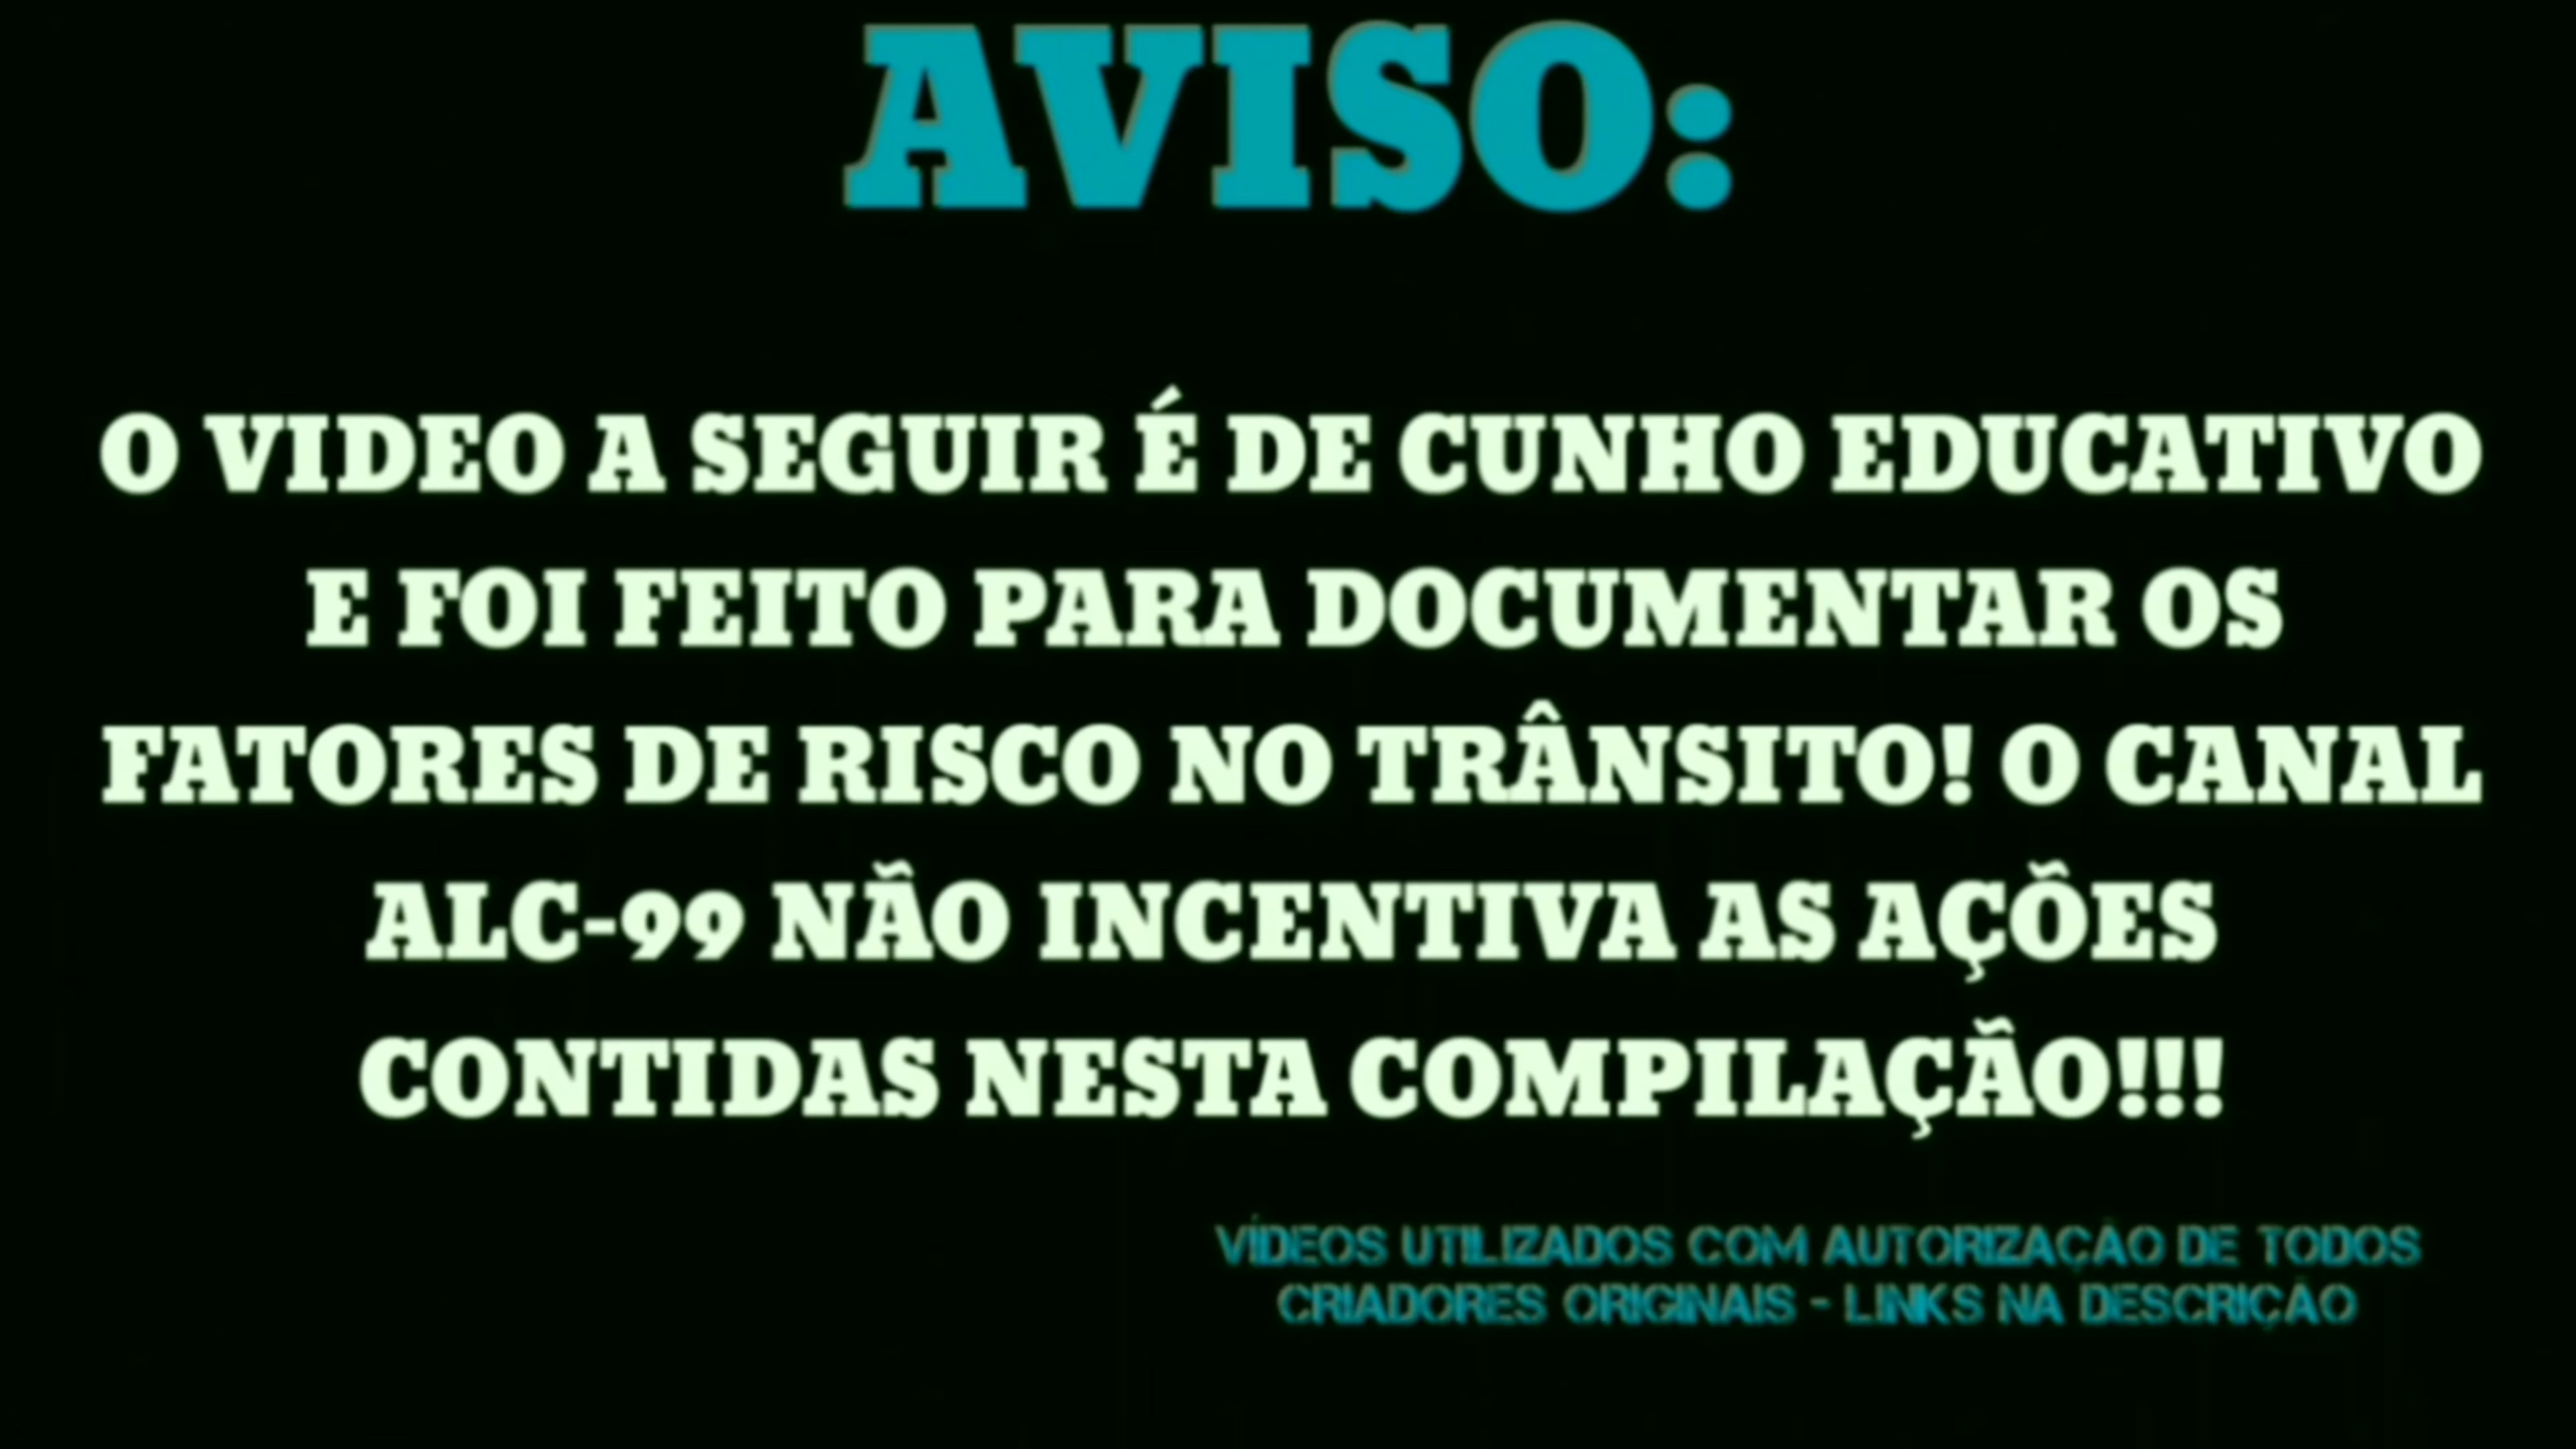 AVISO:
O VIDEO A SEGUIR É DE CUNHO EDUCATIVO
E FOI FEITO PARA DOCUMENTAR OS
FATORES DE RISCO NO TRÂNSITO! O CANAL
ALC-99 NÃO INCENTIVA AS AÇÕES
CONTIDAS NESTA COMPILAÇÃO!!!
VÍDEOS UTILIZADOS COM AUTORIZAÇÃO DE TODOS
CRIADORES ORIGINAIS - LINKS NA DESCRIÇÃO